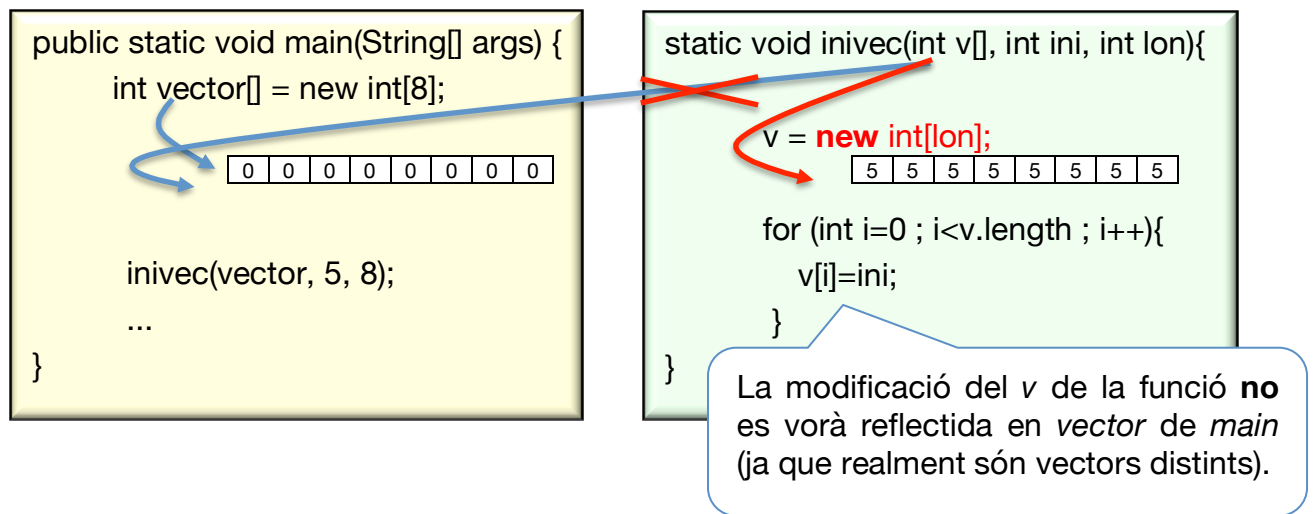 public static void main(String[] args) {
int vector[] = new int[8];
0 0 0 0 0 0 0 0
inivec(vector, 5, 8);
...
}
static void inivec(int v[], int ini, int lon){
v = new int[lon];
5 5 5 5 5 5 5 5
for (int i=0 ; i<v.length ; i++){
v[i]=ini;
}
}
La modificació del v de la funció no
es vorà reflectida en vector de main
(ja que realment són vectors distints).